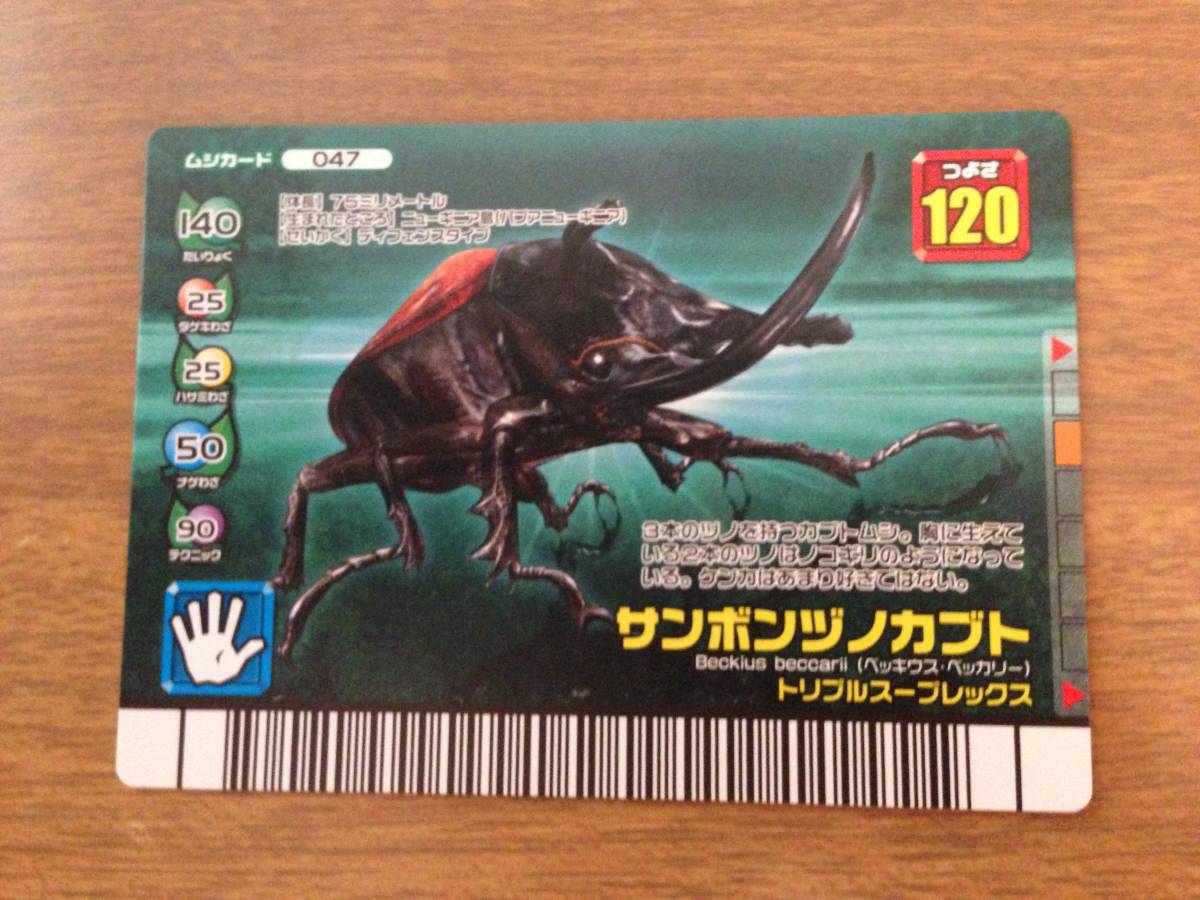 ムシカード 047
つよさ
120
140
たいりょく
25
ダゲキわざ
25
ハサミわざ
50
ナゲわざ
90
テクニック
[体長] 75ミリメートル
[生まれたところ] ニューギニア島(パプアニューギニア)
[せいかく] ディフェンスタイプ
3本のツノを持つカブトムシ。胸に生えて
いる2本のツノはノコギリのようになって
いる。ケンカはあまり好きではない。
サンボンヅノカブト
Beckius beccarii (ベッキウス・ベッカリー)
トリプルスープレックス